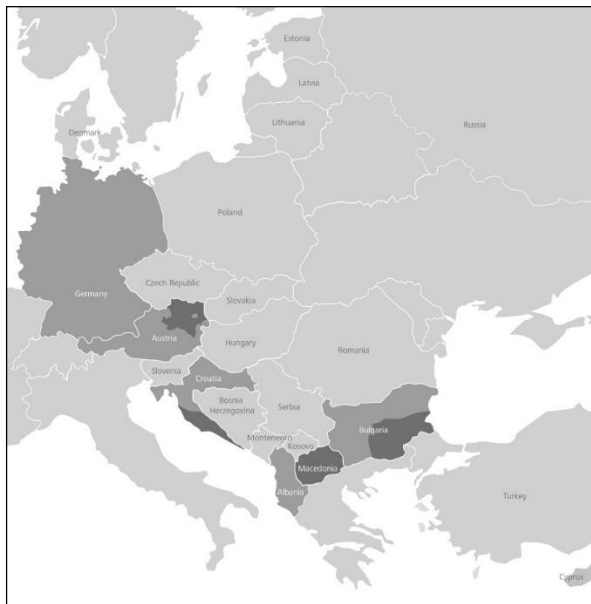 Estonia
Latvia
Lithuania
Russia
Denmark
Poland
Germany
Czech Republic
Slovakia
Austria
Hungary
Romania
Slovenia
Croatia
Bosnia
Herzegovina
Serbia
Montenegro
Kosovo
Bulgaria
Macedonia
Albania
Turkey
Cyprus